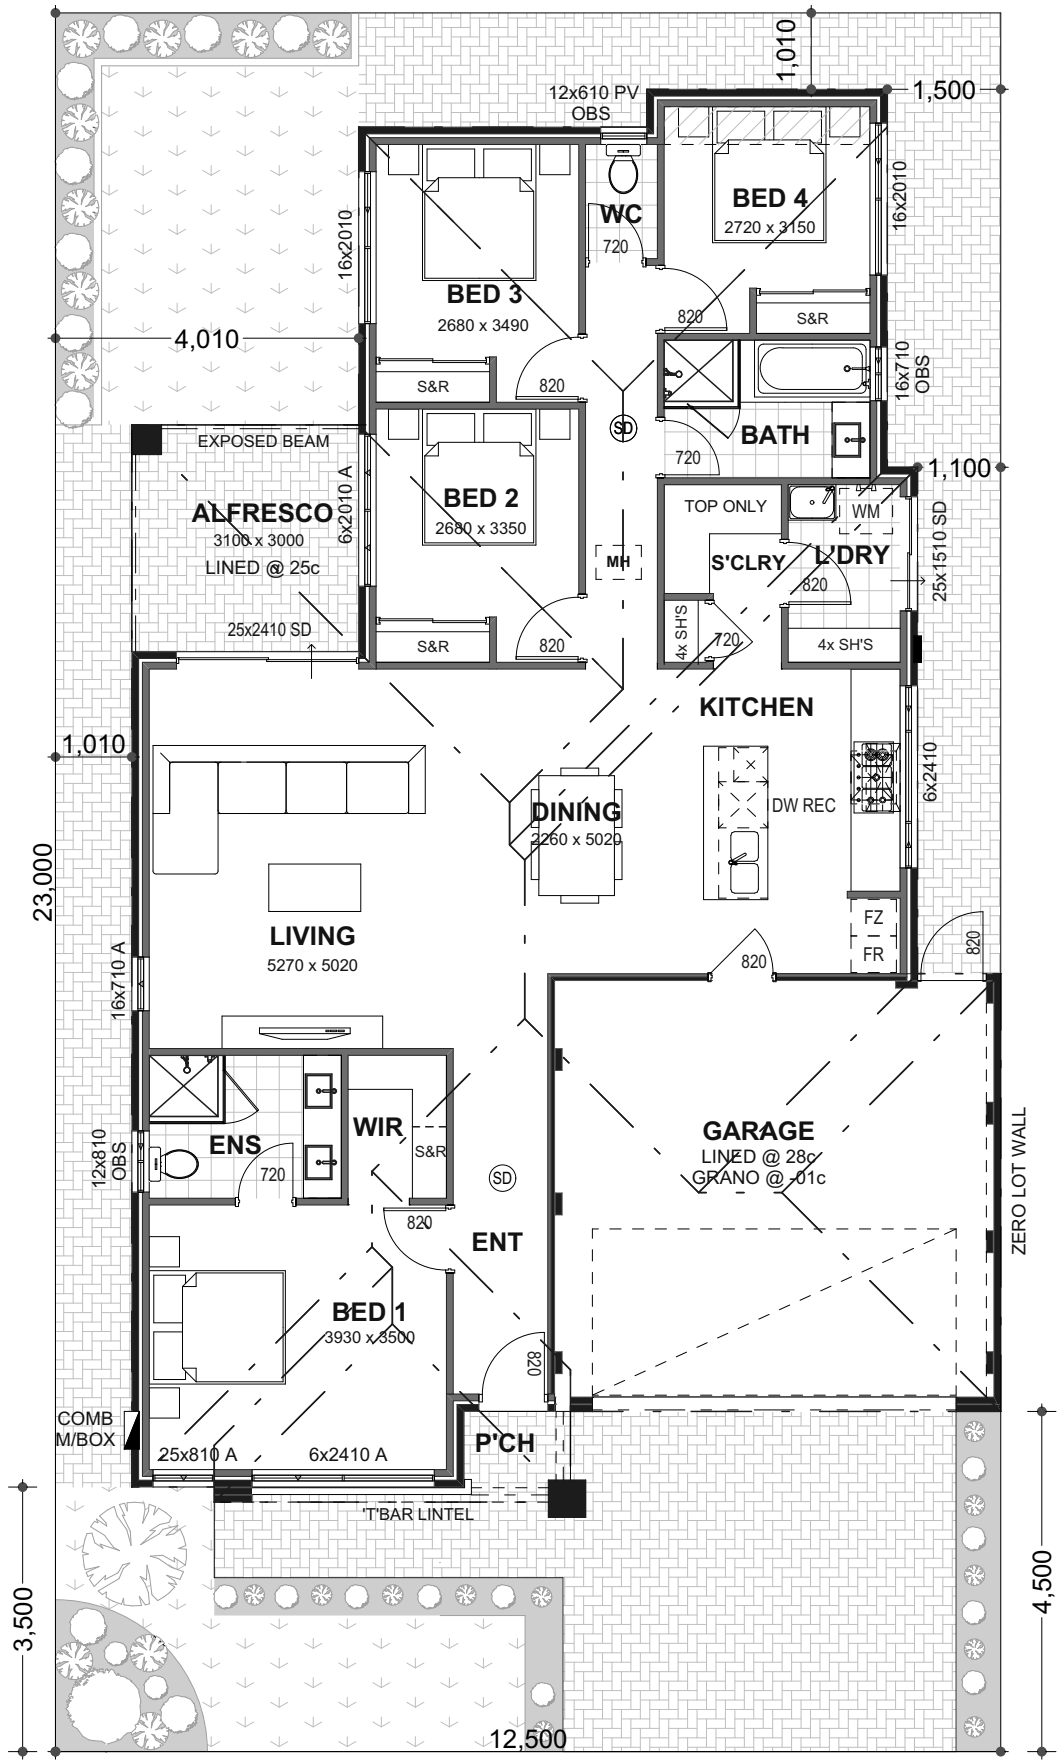 1,010
1,500
12x610 PV
OBS
16x2010
BED 3
2680 x 3490
S&R
820
WC
720
BED 4
2720 x 3150
16x2010
820
S&R
4,010
16x710
OBS
BATH
720
SD
1,100
EXPOSED BEAM
ALFRESCO
3100 x 3000
LINED @ 25c
25x2410 SD
6x2010 A
BED 2
2680 x 3350
S&R
820
MH
TOP ONLY
S'CLRY
4x SH'S
720
WM
L'DRY
820
4x SH'S
25x1510 SD
1,010
KITCHEN
DW REC
6x2410
DINING
2260 x 5020
23,000
LIVING
5270 x 5020
16x710 A
FZ
FR
820
820
ENS
720
12x810
OBS
WIR
S&R
SD
820
ENT
GARAGE
LINED @ 28c
GRANO @ -01c
ZERO LOT WALL
BED 1
3930 x 3500
820
COMB
M/BOX
25x810 A
6x2410 A
P'CH
'T'BAR LINTEL
3,500
4,500
12,500